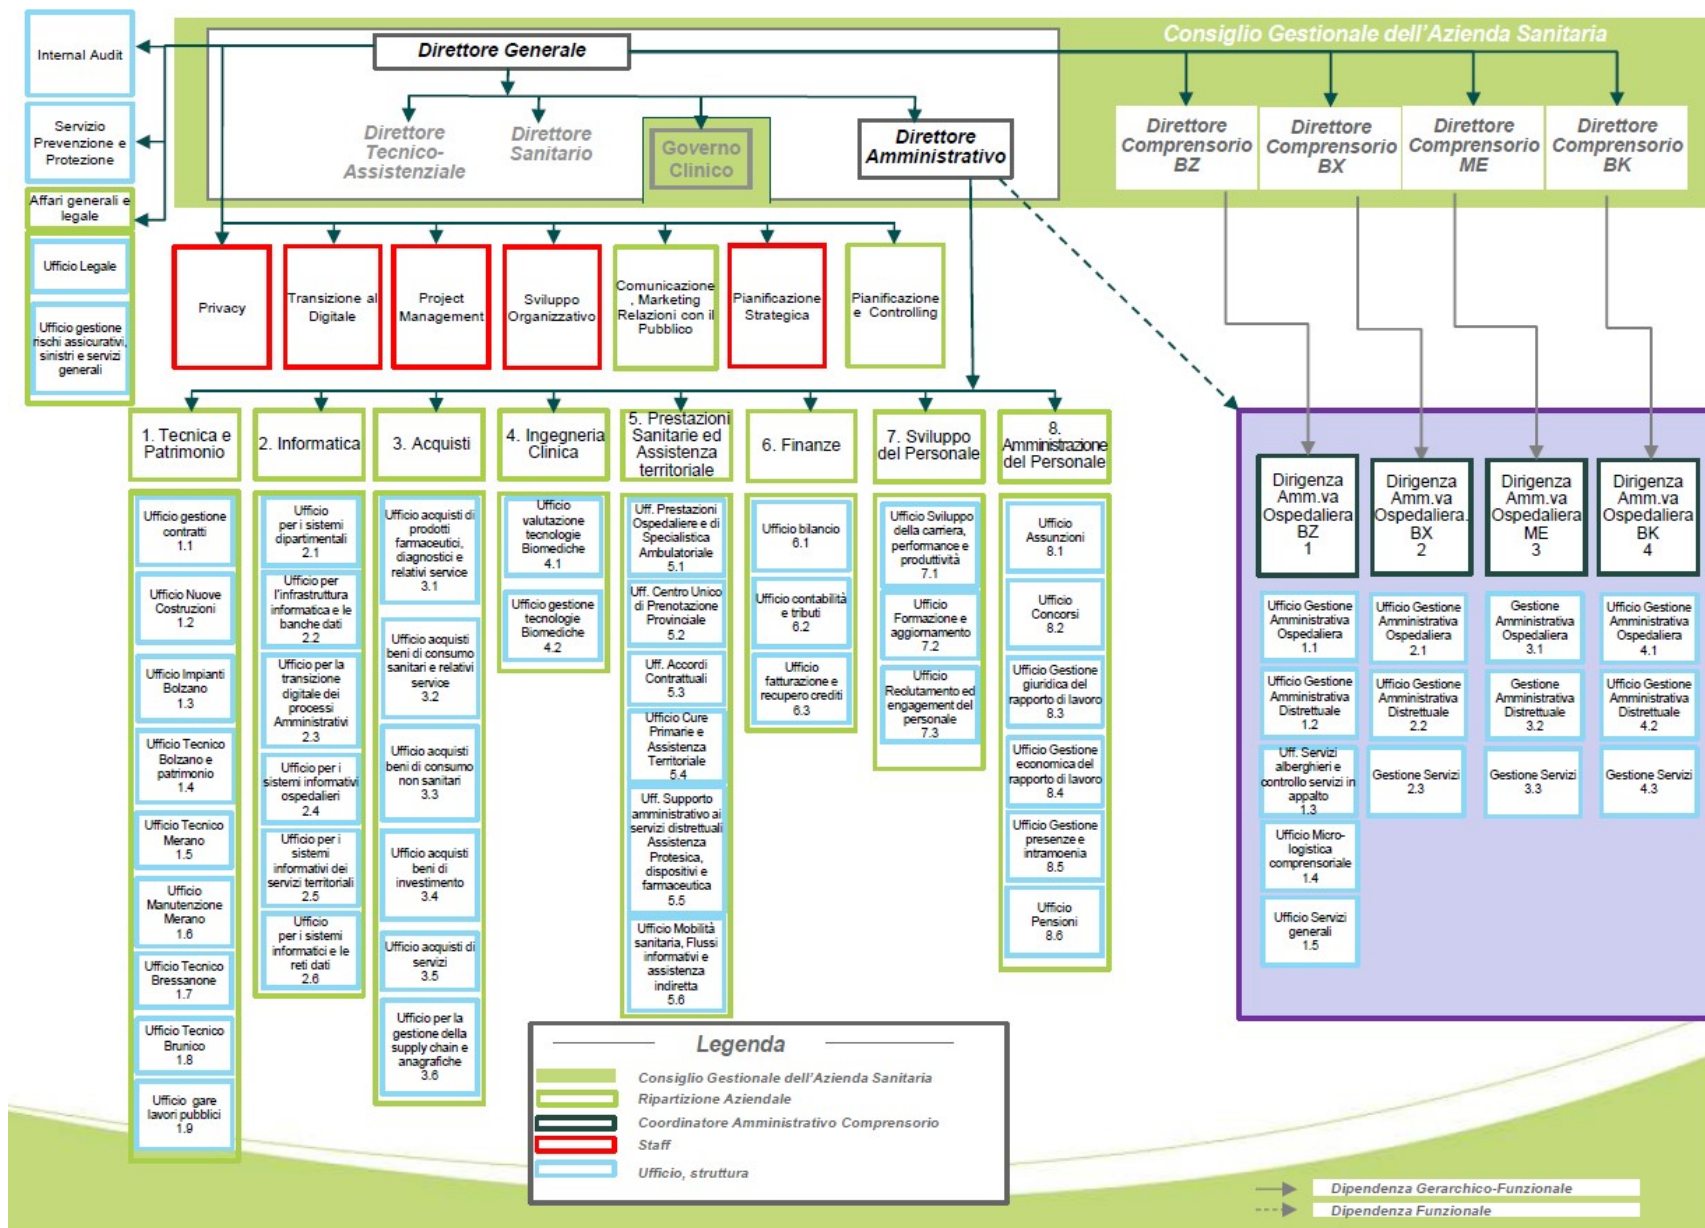 Consiglio Gestionale dell'Azienda Sanitaria
Internal Audit
Servizio
Prevenzione e
Protezione
Affari generali e
legale
Ufficio Legale
Ufficio gestione
rischi assicurativi,
sinistri e servizi
generali
Direttore Generale
Direttore
Tecnico-
Assistenziale
Direttore
Sanitario
Governo
Clinico
Direttore
Amministrativo
Direttore
Comprensorio
BZ
Direttore
Comprensorio
BX
Direttore
Comprensorio
ME
Direttore
Comprensorio
BK
Privacy
Transizione al
Digitale
Project
Management
Sviluppo
Organizzativo
Comunicazione
, Marketing
Relazioni con il
Pubblico
Pianificazione
Strategica
Pianificazione
e Controlling
1. Tecnica e
Patrimonio
Ufficio gestione
contratti
1.1
Ufficio Nuove
Costruzioni
1.2
Ufficio Impianti
Bolzano
1.3
Ufficio Tecnico
Bolzano e
patrimonio
1.4
Ufficio Tecnico
Merano
1.5
Ufficio
Manutenzione
Merano
1.6
Ufficio Tecnico
Bressanone
1.7
Ufficio Tecnico
Brunico
1.8
Ufficio gare
lavori pubblici
1.9
2. Informatica
Ufficio
per i sistemi
dipartimentali
2.1
Ufficio per
l'infrastruttura
informatica e le
banche dati
2.2
Ufficio per la
transizione
digitale dei
processi
Amministrativi
2.3
Ufficio per i
sistemi informativi
ospedalieri
2.4
Ufficio per i
sistemi
informativi dei
servizi territoriali
2.5
Ufficio
per i sistemi
informatici e le
reti dati
2.6
3. Acquisti
Ufficio acquisti di
prodotti
farmaceutici,
diagnostici e
relativi service
3.1
Ufficio acquisti
beni di consumo
sanitari e relativi
service
3.2
Ufficio acquisti
beni di consumo
non sanitari
3.3
Ufficio acquisti
beni di
investimento
3.4
Ufficio acquisti di
servizi
3.5
Ufficio per la
gestione della
supply chain e
anagrafiche
3.6
4. Ingegneria
Clinica
Ufficio
valutazione
tecnologie
Biomediche
4.1
Ufficio gestione
tecnologie
Biomediche
4.2
5. Prestazioni
Sanitarie ed
Assistenza
territoriale
Uff. Prestazioni
Ospedaliere e di
Specialistica
Ambulatoriale
5.1
Uff. Centro Unico
di Prenotazione
Provinciale
5.2
Uff. Accordi
Contrattuali
5.3
Ufficio Cure
Primarie e
Assistenza
Territoriale
5.4
Uff. Supporto
amministrativo ai
servizi distrettuali
Assistenza
Protesica,
dispositivi e
farmaceutica
5.5
Ufficio Mobilità
sanitaria, Flussi
informativi e
assistenza
indiretta
5.6
6. Finanze
Ufficio bilancio
6.1
Ufficio contabilità
e tributi
6.2
Ufficio
fatturazione e
recupero crediti
6.3
7. Sviluppo
del Personale
Ufficio Sviluppo
della carriera,
performance e
produttività
7.1
Ufficio
Formazione e
aggiornamento
7.2
Ufficio
Reclutamento ed
engagement del
personale
7.3
8.
Amministrazione
del Personale
Ufficio
Assunzioni
8.1
Ufficio
Concorsi
8.2
Ufficio Gestione
giuridica del
rapporto di lavoro
8.3
Ufficio Gestione
economica del
rapporto di lavoro
8.4
Ufficio Gestione
presenze e
intramoenia
8.5
Ufficio
Pensioni
8.6
Dirigenza
Amm.va
Ospedaliera
BZ
1
Ufficio Gestione
Amministrativa
Ospedaliera
1.1
Ufficio Gestione
Amministrativa
Distrettuale
1.2
Uff. Servizi
alberghieri e
controllo servizi in
appalto
1.3
Ufficio Micro-
logistica
comprensoriale
1.4
Ufficio Servizi
generali
1.5
Dirigenza
Amm.va
Ospedaliera.
BX
2
Ufficio Gestione
Amministrativa
Ospedaliera
2.1
Ufficio Gestione
Amministrativa
Distrettuale
2.2
Gestione Servizi
2.3
Dirigenza
Amm.va
Ospedaliera
ME
3
Gestione
Amministrativa
Ospedaliera
3.1
Gestione
Amministrativa
Distrettuale
3.2
Gestione Servizi
3.3
Dirigenza
Amm.va
Ospedaliera
BK
4
Ufficio Gestione
Amministrativa
Ospedaliera
4.1
Ufficio Gestione
Amministrativa
Distrettuale
4.2
Gestione Servizi
4.3
Legenda
Consiglio Gestionale dell'Azienda Sanitaria
Ripartizione Aziendale
Coordinatore Amministrativo Comprensorio
Staff
Ufficio, struttura
Dipendenza Gerarchico-Funzionale
Dipendenza Funzionale